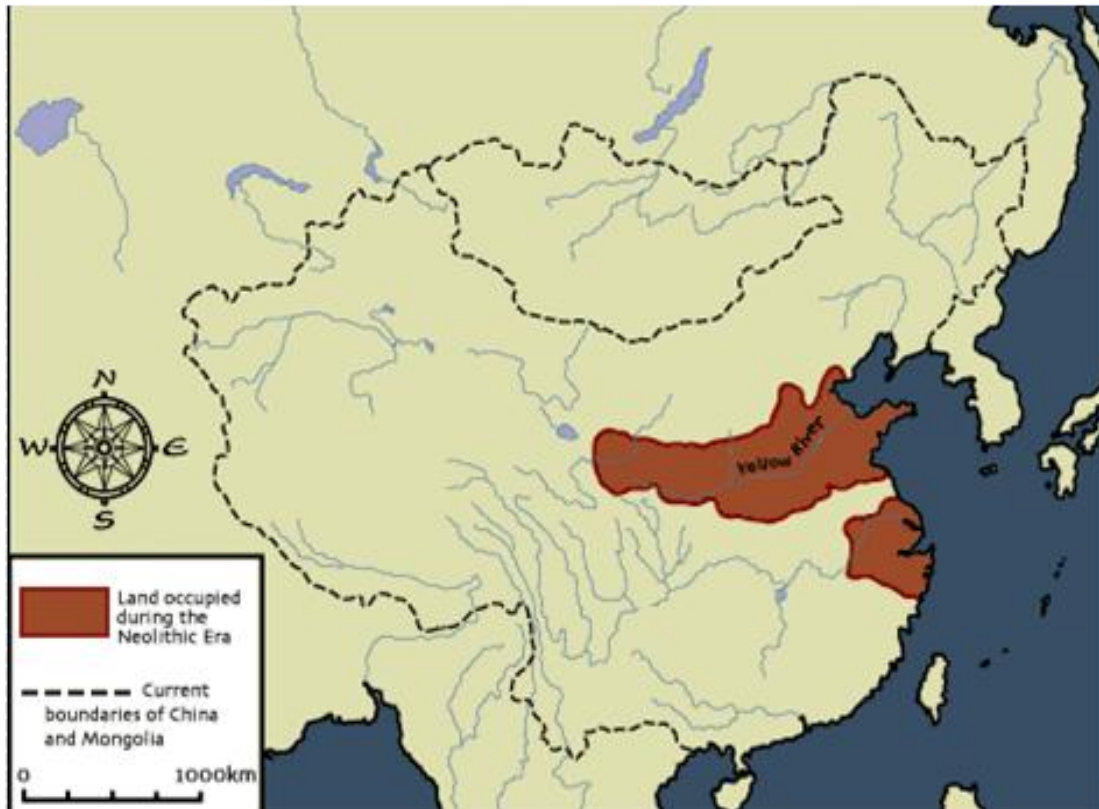 N
W E
S
Yellow River
Land occupied
during the
Neolithic Era
Current
boundaries of China
and Mongolia
0 1000km